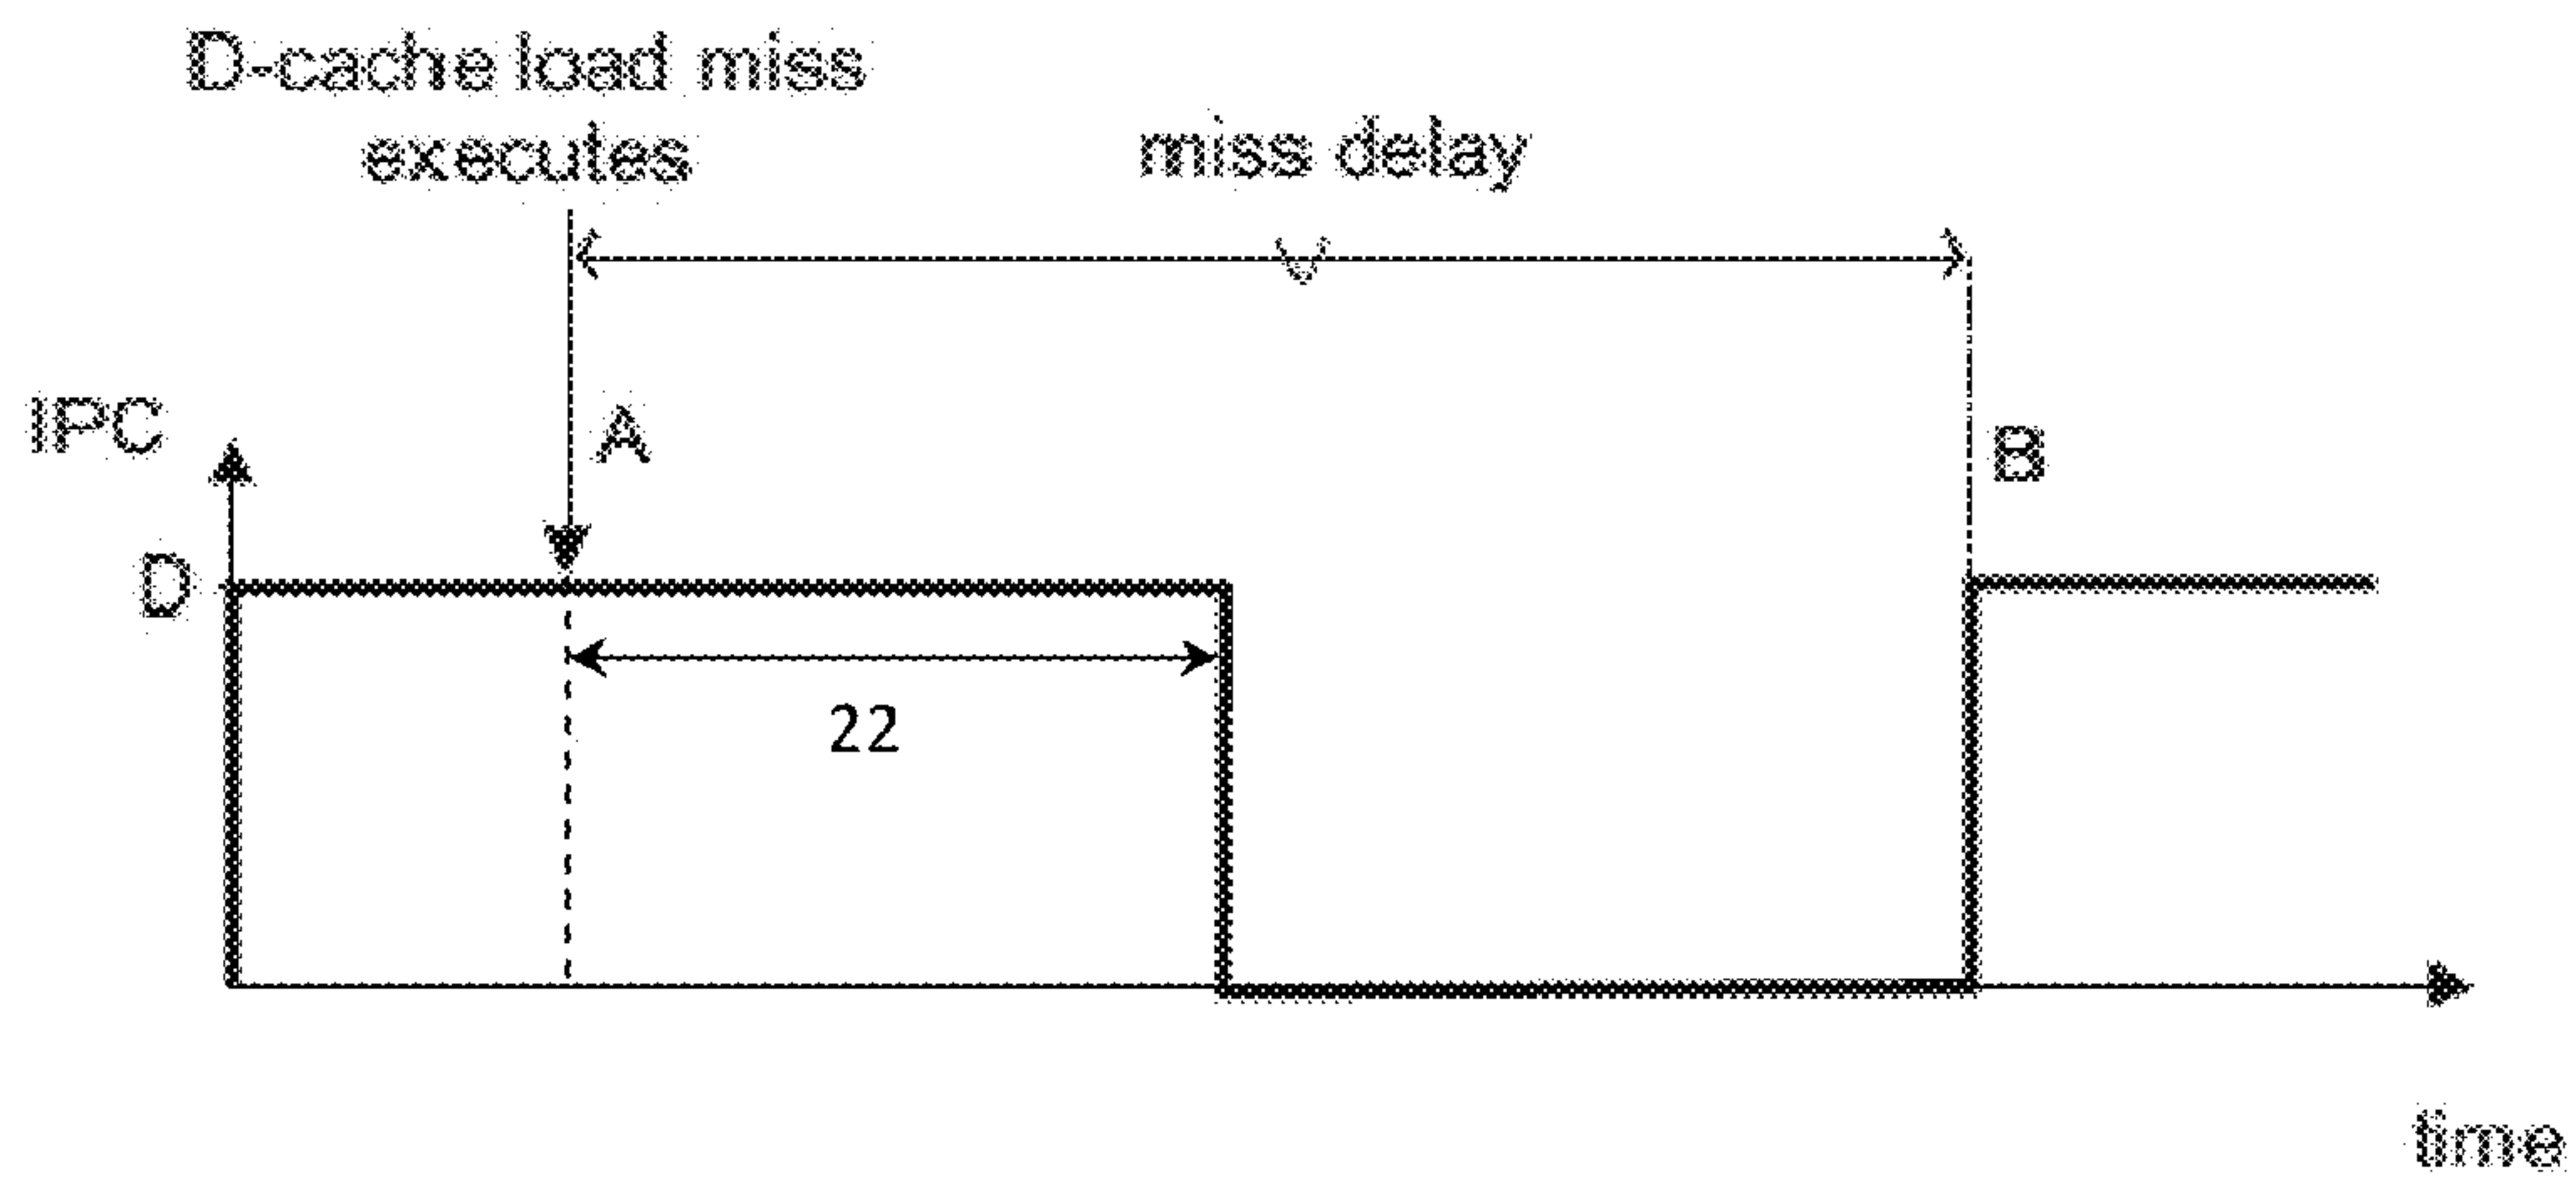 D-cache load miss
executes
miss delay
IPC
A
B
D
22
time